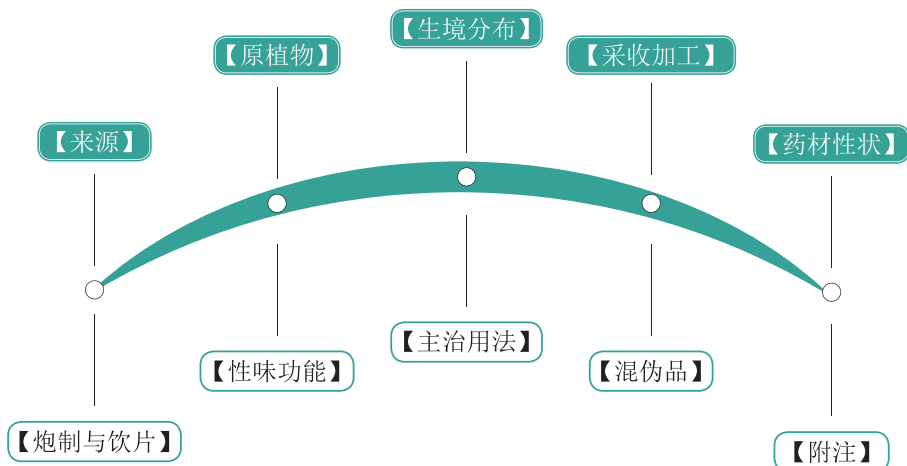 【来源】
【原植物】
【生境分布】
【采收加工】
【药材性状】
【炮制与饮片】
【性味功能】
【主治用法】
【混伪品】
【附注】